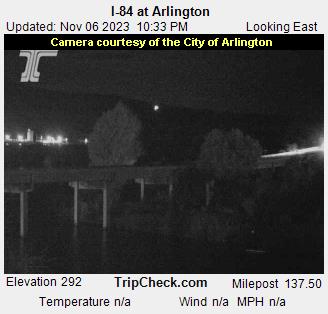 I-84 at Arlington
Updated: Nov 06 2023 10:33 PM Looking East
Camera courtesy of the City of Arlington
Elevation 292 TripCheck.com Milepost 137.50
Temperature n/a Wind n/a MPH n/a